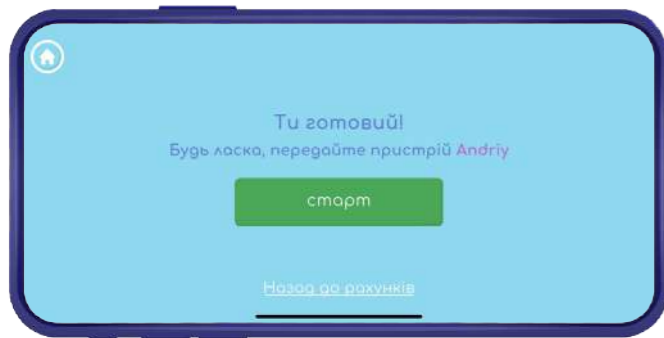 Ти готовий!
Будь ласка, передайте пристрій Andriy
старт
Назад до рахунків